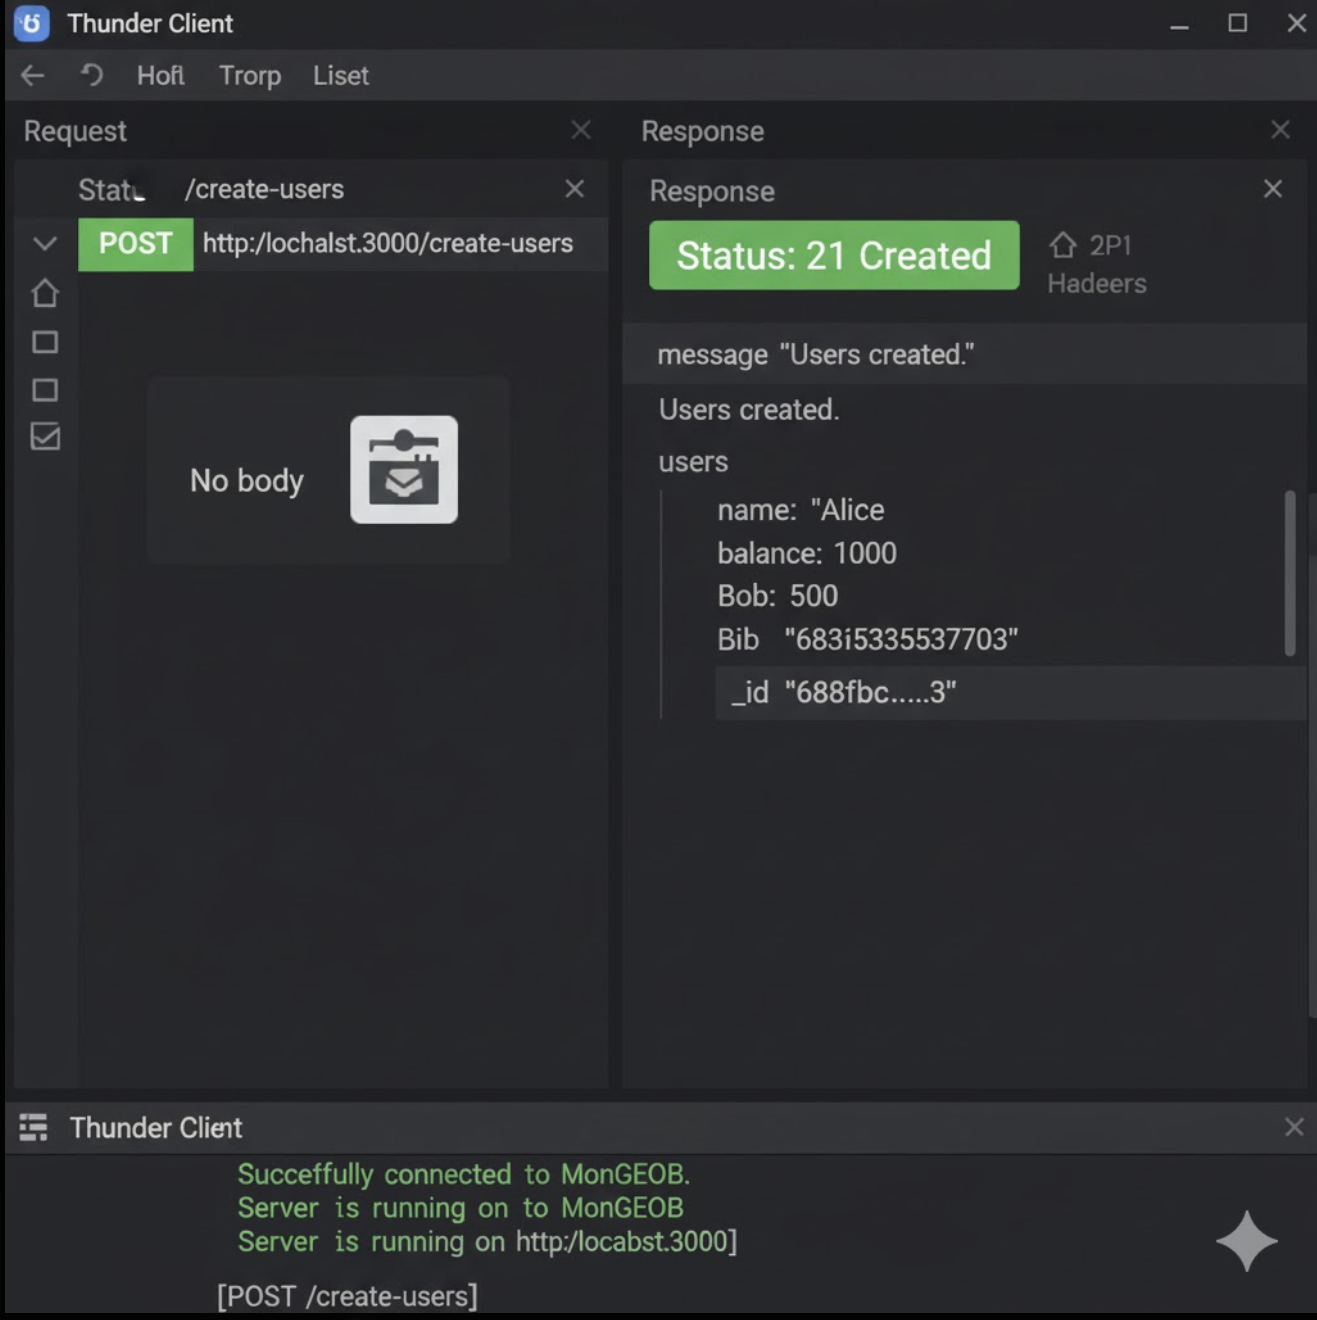 Thunder Client
Hofl Trorp Liset
Request
Response
/create-users
Response
POST http:/lochalst.3000/create-users
Status: 21 Created
2P1
Hadeers
No body
message "Users created."
Users created.
users
name: "Alice
balance: 1000
Bob: 500
Bib "683i5335537703"
_id "688fbc.....3"
Thunder Client
Succeffully connected to MonGEOB.
Server is running on to MonGEOB
Server is running on http:/locabst.3000]
[POST /create-users]